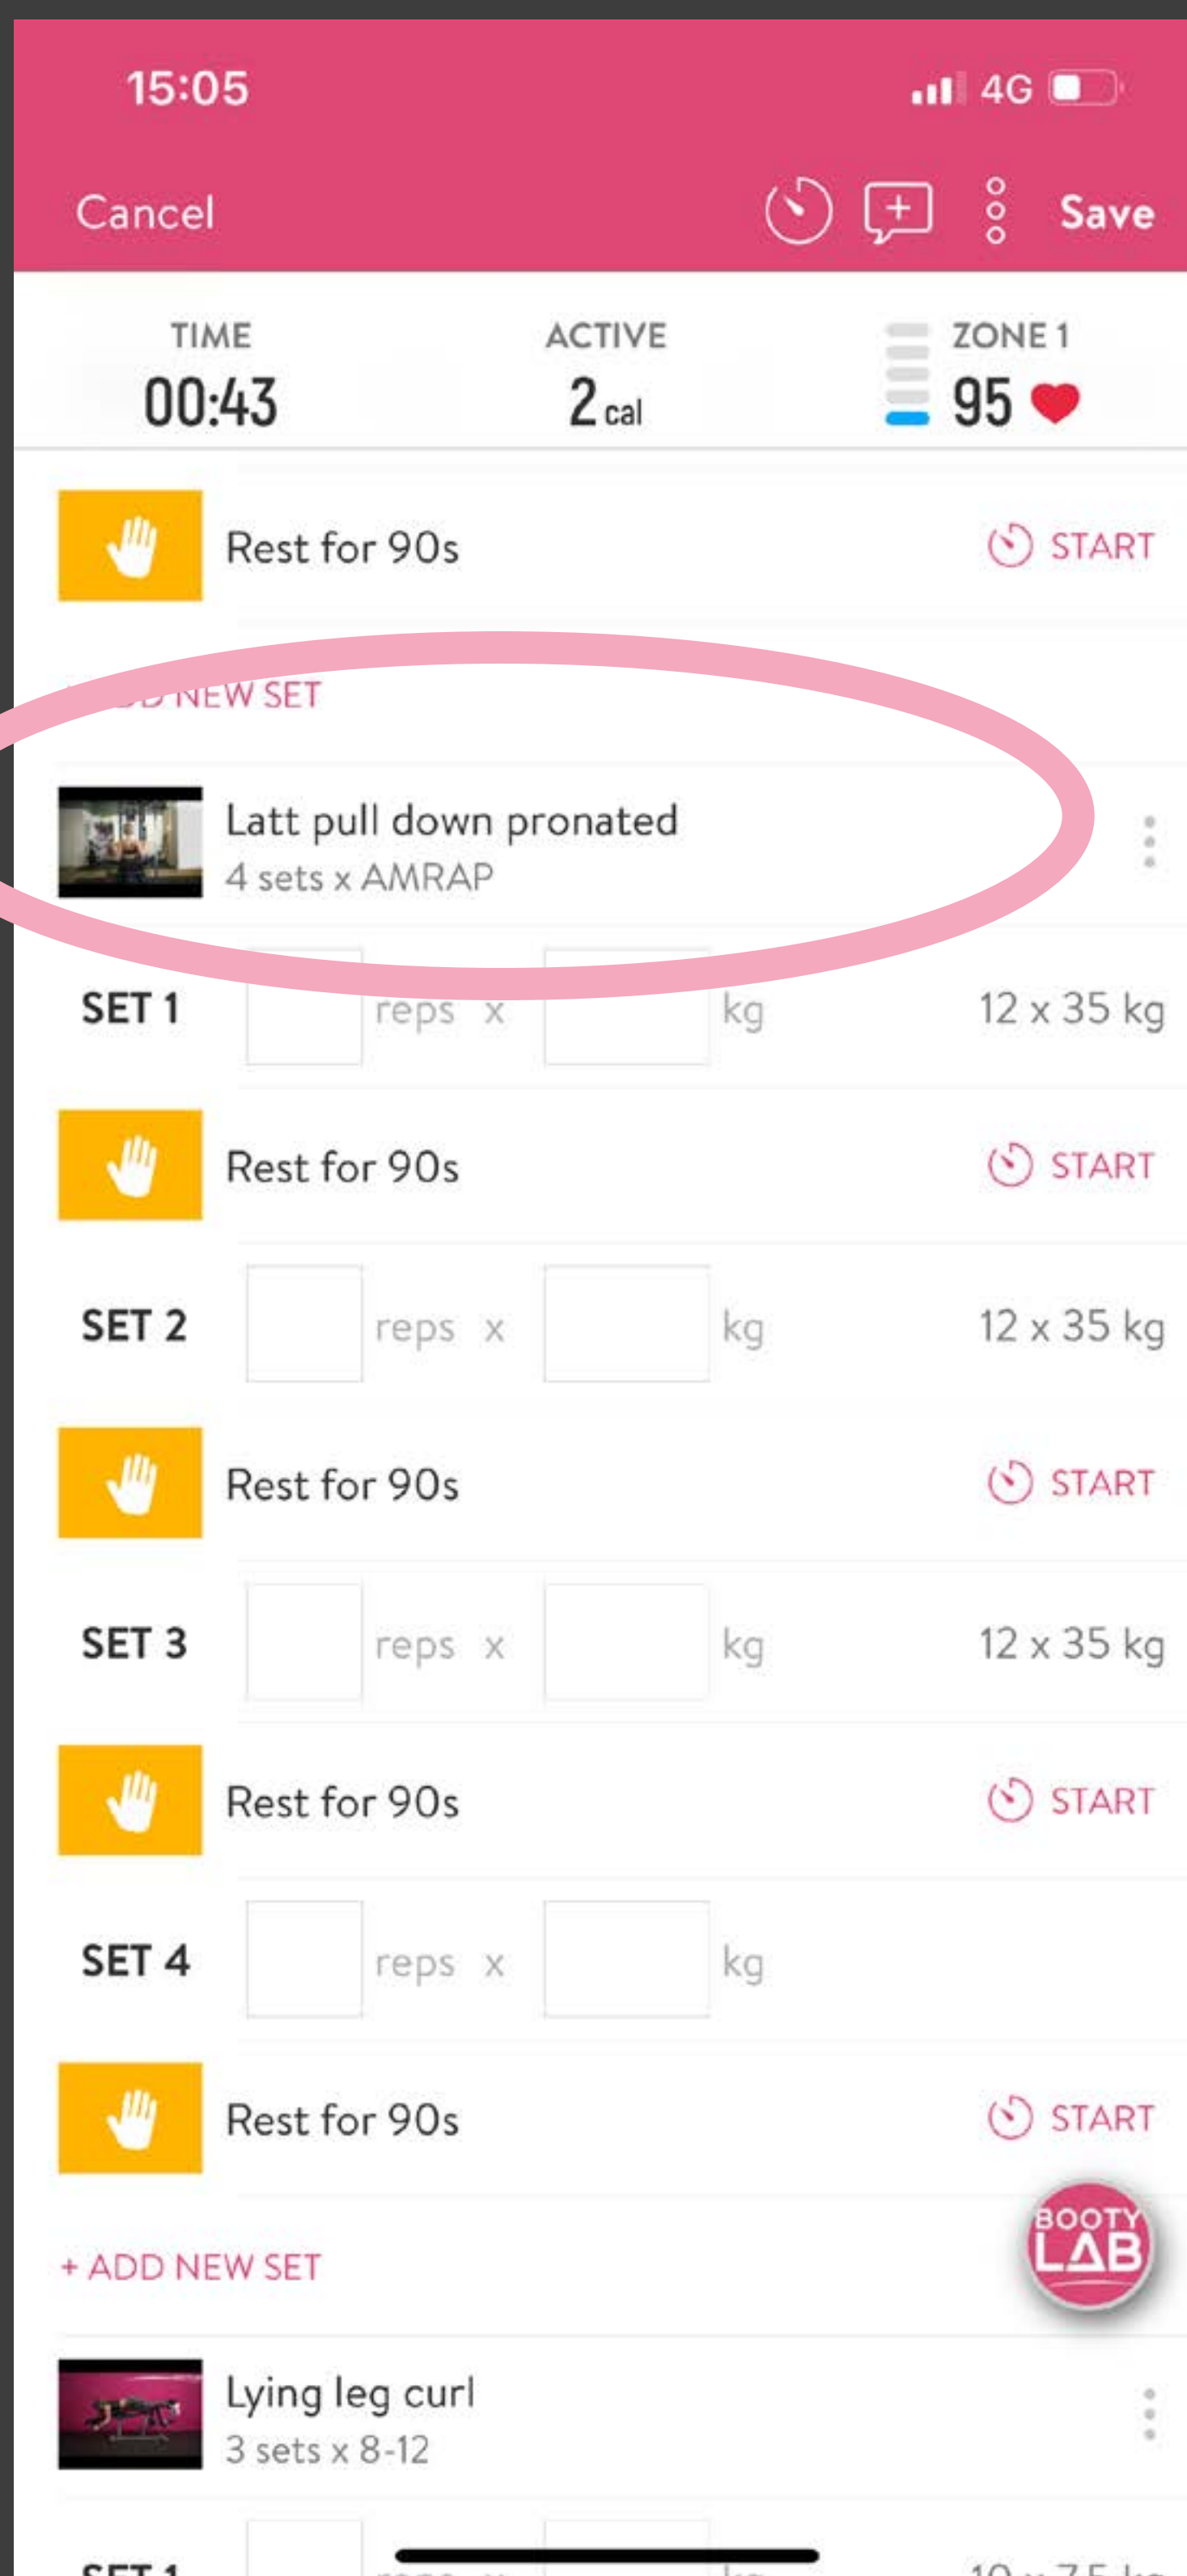 15:05 4G
Cancel Save
TIME ACTIVE ZONE 1
00:43 2 cal 95
Rest for 90s START
NEW SET
Latt pull down pronated
4 sets x AMRAP
SET 1 reps x kg 12 x 35 kg
Rest for 90s START
SET 2 reps x kg 12 x 35 kg
Rest for 90s START
SET 3 reps x kg 12 x 35 kg
Rest for 90s START
SET 4 reps x kg
Rest for 90s START
BOOTY
LAB
+ ADD NEW SET
Lying leg curl
3 sets x 8-12
SET 1